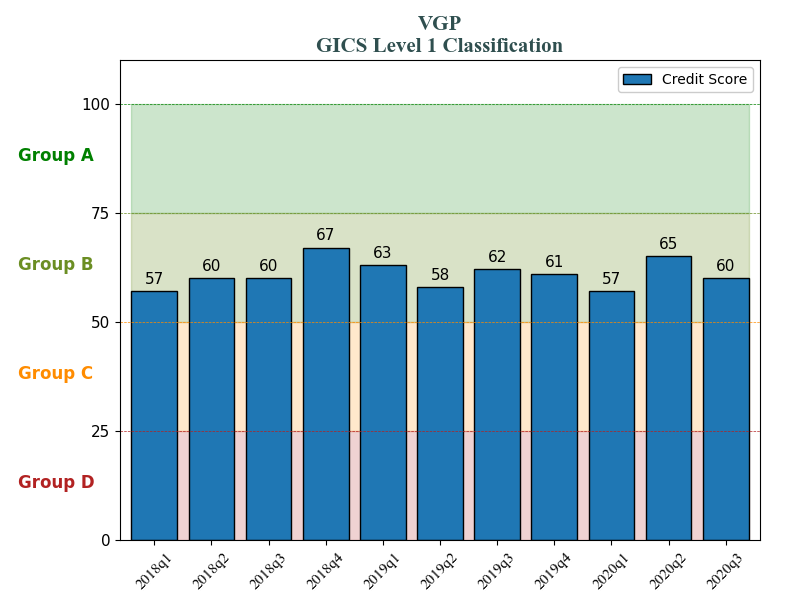 VGP
GICS Level 1 Classification
Credit Score
100
75
50
25
0
Group A
Group B
Group C
Group D
57
60
60
67
63
58
62
61
57
65
60
2018q1
2018q2
2018q3
2018q4
2019q1
2019q2
2019q3
2019q4
2020q1
2020q2
2020q3